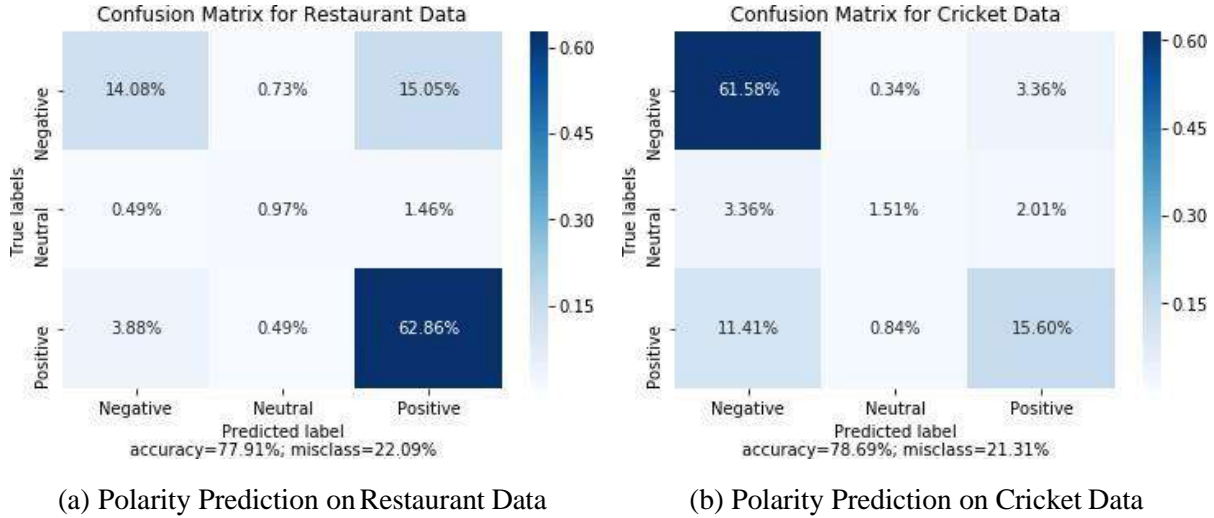 Confusion Matrix for Restaurant Data
True labels
Negative
Neutral
Positive
14.08% 0.73% 15.05%
0.49% 0.97% 1.46%
3.88% 0.49% 62.86%
Negative Neutral Positive
Predicted label
accuracy=77.91%; misclass=22.09%
0.60
0.45
0.30
0.15
(a) Polarity Prediction on Restaurant Data
Confusion Matrix for Cricket Data
True labels
Negative
Neutral
Positive
61.58% 0.34% 3.36%
3.36% 1.51% 2.01%
11.41% 0.84% 15.60%
Negative Neutral Positive
Predicted label
accuracy=78.69%; misclass=21.31%
0.60
0.45
0.30
0.15
(b) Polarity Prediction on Cricket Data